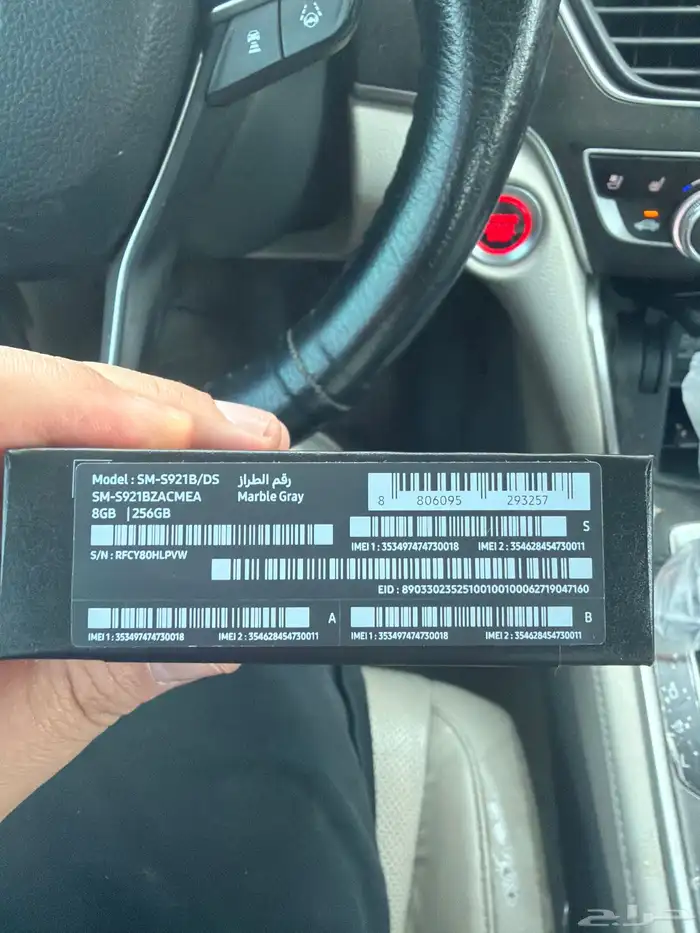 Model : SM-S921B/DS رقم الطراز
SM-S921BZACMEA Marble Gray
8GB | 256GB
8 806095 293257
S/N : RFCY80HLPVW
IMEI 1 : 353497474730018 IMEI 2 : 354628454730011 S
EID : 89033023525100100100062719047160
IMEI 1 : 353497474730018 IMEI 2 : 354628454730011 A
IMEI 1 : 353497474730018 IMEI 2 : 354628454730011 B
حراج